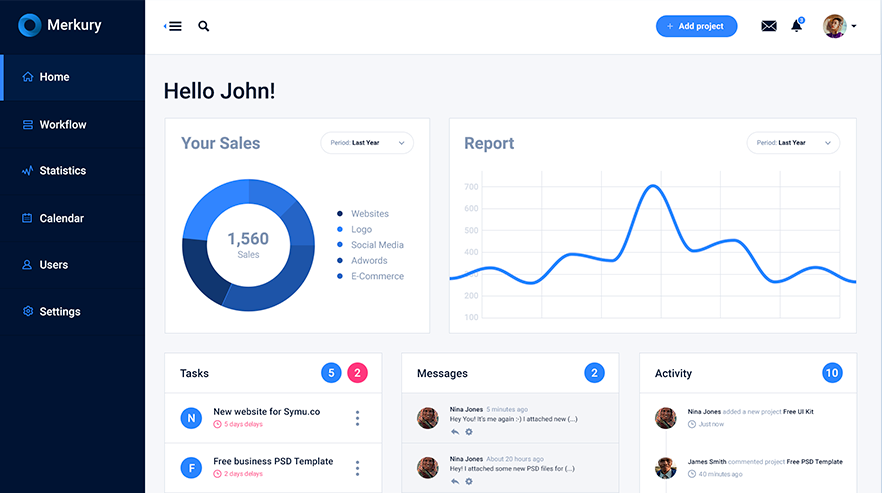 Merkury
+ Add project
3
Home
Workflow
Statistics
Calendar
Users
Settings
Hello John!
Your Sales
Period: Last Year
1,560
Sales
Websites
Logo
Social Media
Adwords
E-Commerce
Report
Period: Last Year
700
600
500
400
200
100
Tasks
5
2
N
New website for Symu.co
5 days delays
F
Free business PSD Template
2 days delays
Messages
2
Nina Jones 5 minutes ago
Hey You! It's me again :-) I attached new (...)
Nina Jones About 20 hours ago
Hey! I attached some new PSD files for (...)
Activity
10
Nina Jones added a new project Free UI Kit
Just now
James Smith commented project Free PSD Template
40 minutes ago